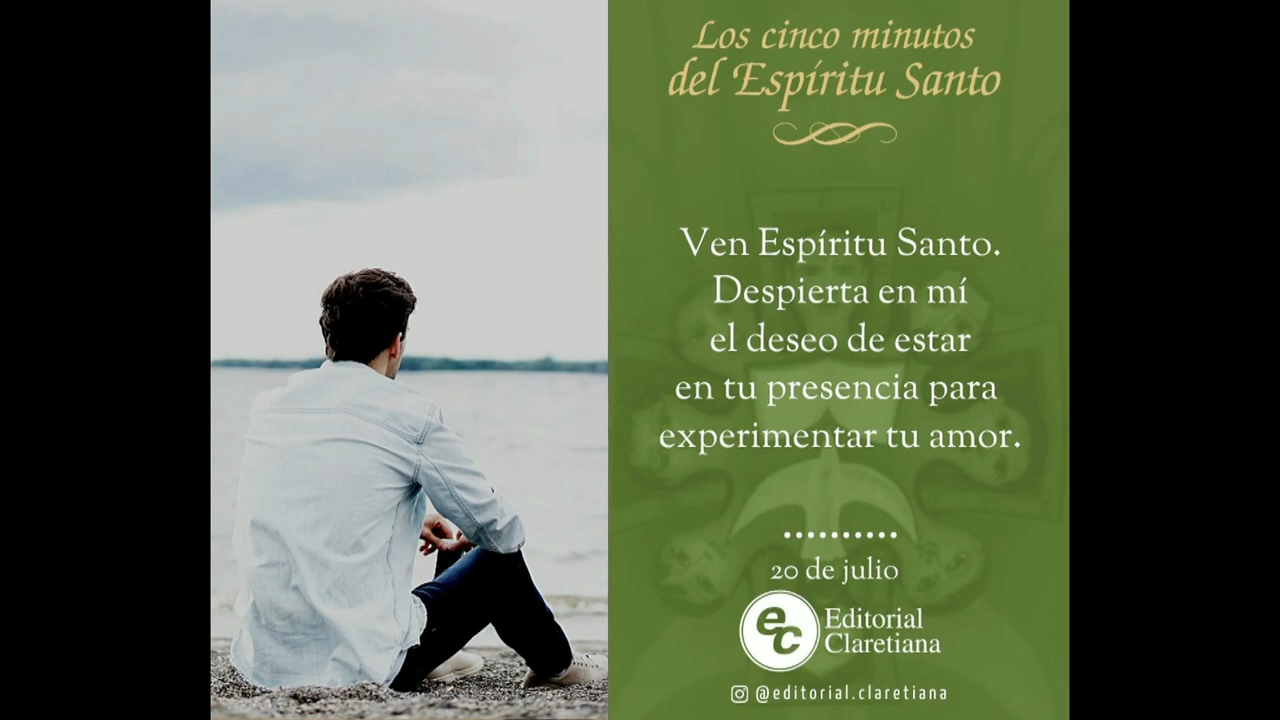 Los cinco minutos
del Espíritu Santo
Ven Espíritu Santo.
Despierta en mí
el deseo de estar
en tu presencia para
experimentar tu amor.
20 de julio
ec
Editorial
Claretiana
@editorial.claretiana